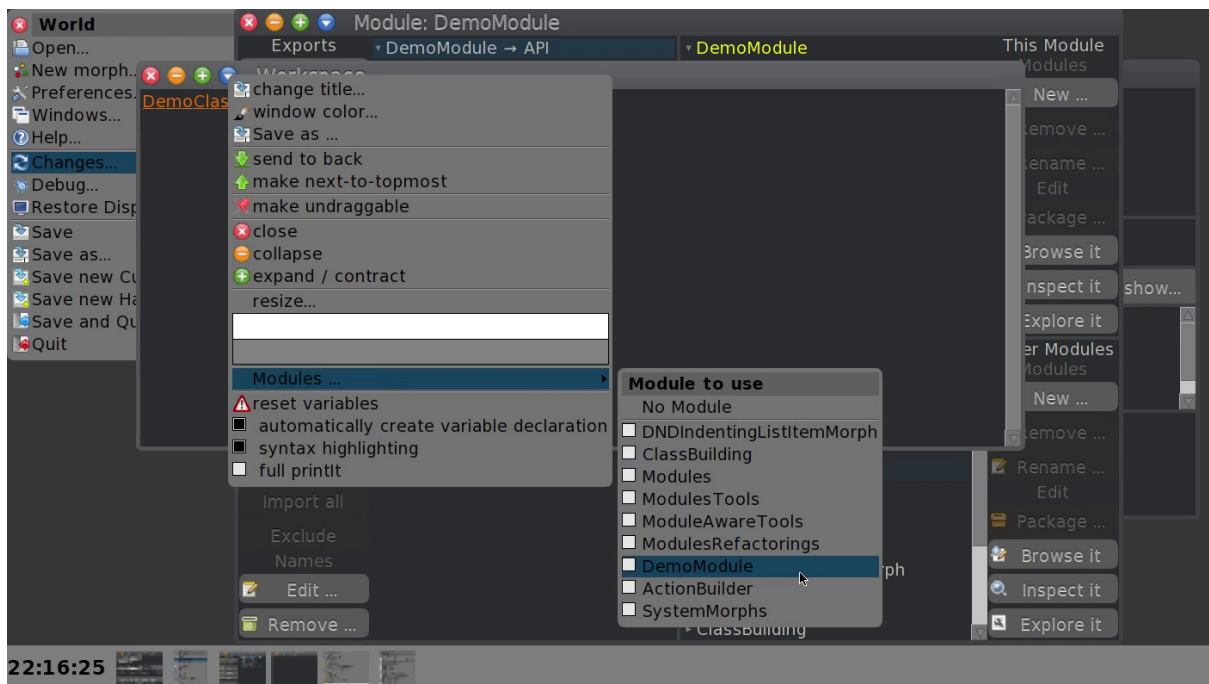 World
Open...
New morph..
Preferences.
Windows...
Help...
Changes...
Debug...
Restore Disp
Save
Save as...
Save new Cu
Save new Ha
Save and Qu
Quit
Module: DemoModule
Exports
DemoModule → API
DemoModule
This Module
Modules
New ...
emove ...
ename ...
Edit
ackage ...
Browse it
nspect it
Explore it
show...
er Modules
Modules
New ...
emove ...
Rename ...
Edit
Package ...
Browse it
Inspect it
Explore it
Workspace
DemoClas
change title...
window color...
Save as ...
send to back
make next-to-topmost
make undraggable
close
collapse
expand / contract
resize...
Modules ...
reset variables
automatically create variable declaration
syntax highlighting
full printIt
Module to use
No Module
DNDIndentingListItemMorph
ClassBuilding
Modules
ModulesTools
ModuleAwareTools
ModulesRefactorings
DemoModule
ActionBuilder
SystemMorphs
rph
ClassBuilding
Import all
Exclude
Names
Edit ...
Remove ...
22:16:25